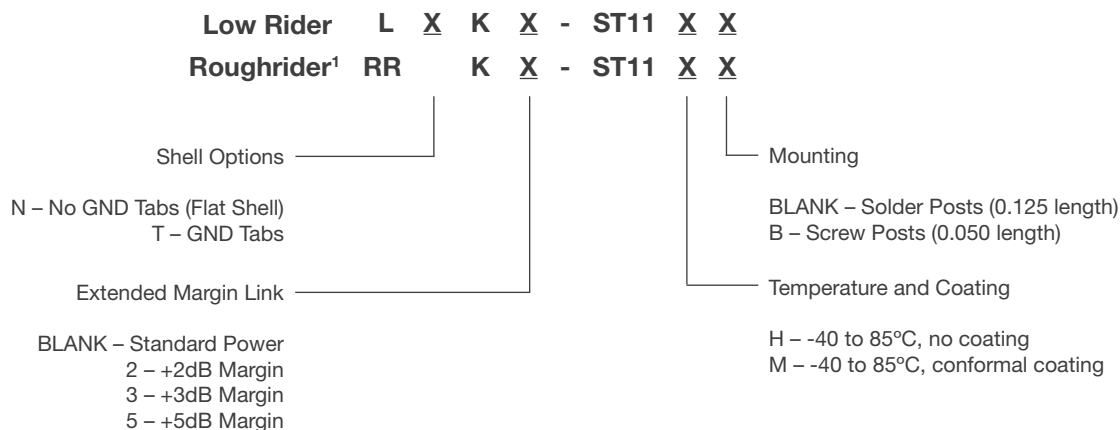 Low Rider L X K X - ST11 X X
Roughrider¹ RR K X - ST11 X X
Shell Options
N – No GND Tabs (Flat Shell)
T – GND Tabs
Extended Margin Link
BLANK – Standard Power
2 – +2dB Margin
3 – +3dB Margin
5 – +5dB Margin
Mounting
BLANK – Solder Posts (0.125 length)
B – Screw Posts (0.050 length)
Temperature and Coating
H – -40 to 85ºC, no coating
M – -40 to 85ºC, conformal coating